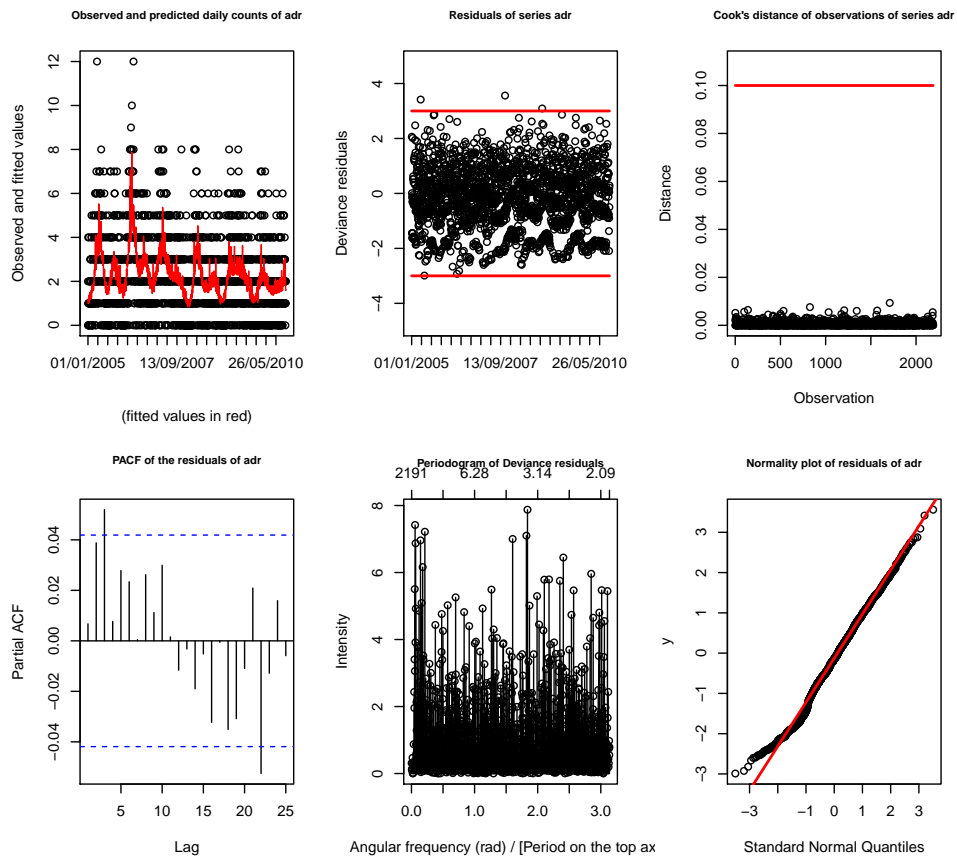 Observed and predicted daily counts of adr
Observed and fitted values
0 2 4 6 8 10 12
01/01/2005 13/09/2007 26/05/2010
(fitted values in red)
Residuals of series adr
Deviance residuals
−4 −2 0 2 4
01/01/2005 13/09/2007 26/05/2010
Cook's distance of observations of series adr
Distance
0.00 0.02 0.04 0.06 0.08 0.10
0 500 1000 2000
Observation
PACF of the residuals of adr
Partial ACF
−0.04 −0.02 0.00 0.02 0.04
5 10 15 20 25
Lag
Periodogram of Deviance residuals
2191 6.28 3.14 2.09
Intensity
0 2 4 6 8
0.0 1.0 2.0 3.0
Angular frequency (rad) / [Period on the top ax
Normality plot of residuals of adr
y
−3 −2 −1 0 1 2 3
−3 −2 −1 0 1 2 3
Standard Normal Quantiles